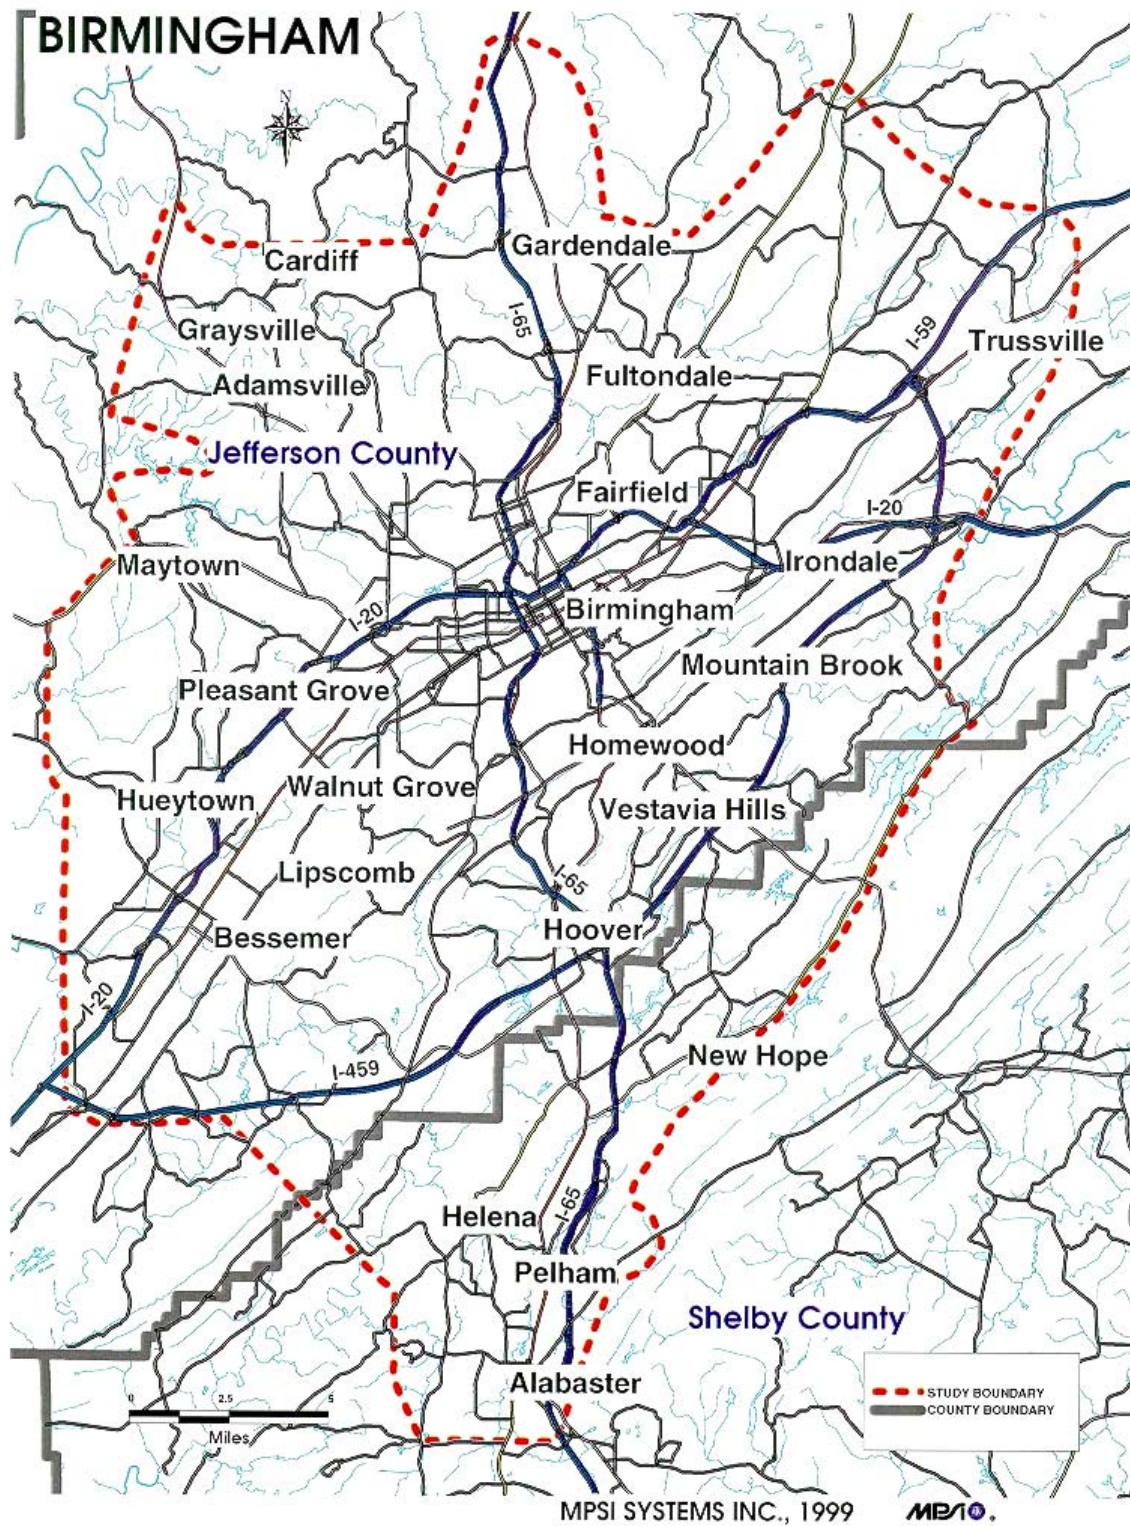 BIRMINGHAM
N
Gardendale
Cardiff
I-65
Graysville
I-59
Trussville
Fultondale
Adamsville
Jefferson County
Fairfield
I-20
Irondale
Maytown
I-20
Birmingham
Mountain Brook
Pleasant Grove
Homewood
Walnut Grove
Hueytown
Vestavia Hills
Lipscomb
I-65
Hoover
Bessemer
I-20
New Hope
I-459
I-65
Helena
Pelham
Shelby County
Alabaster
STUDY BOUNDARY
COUNTY BOUNDARY
0 2.5 5
Miles
MPSI SYSTEMS INC., 1999
MPSI